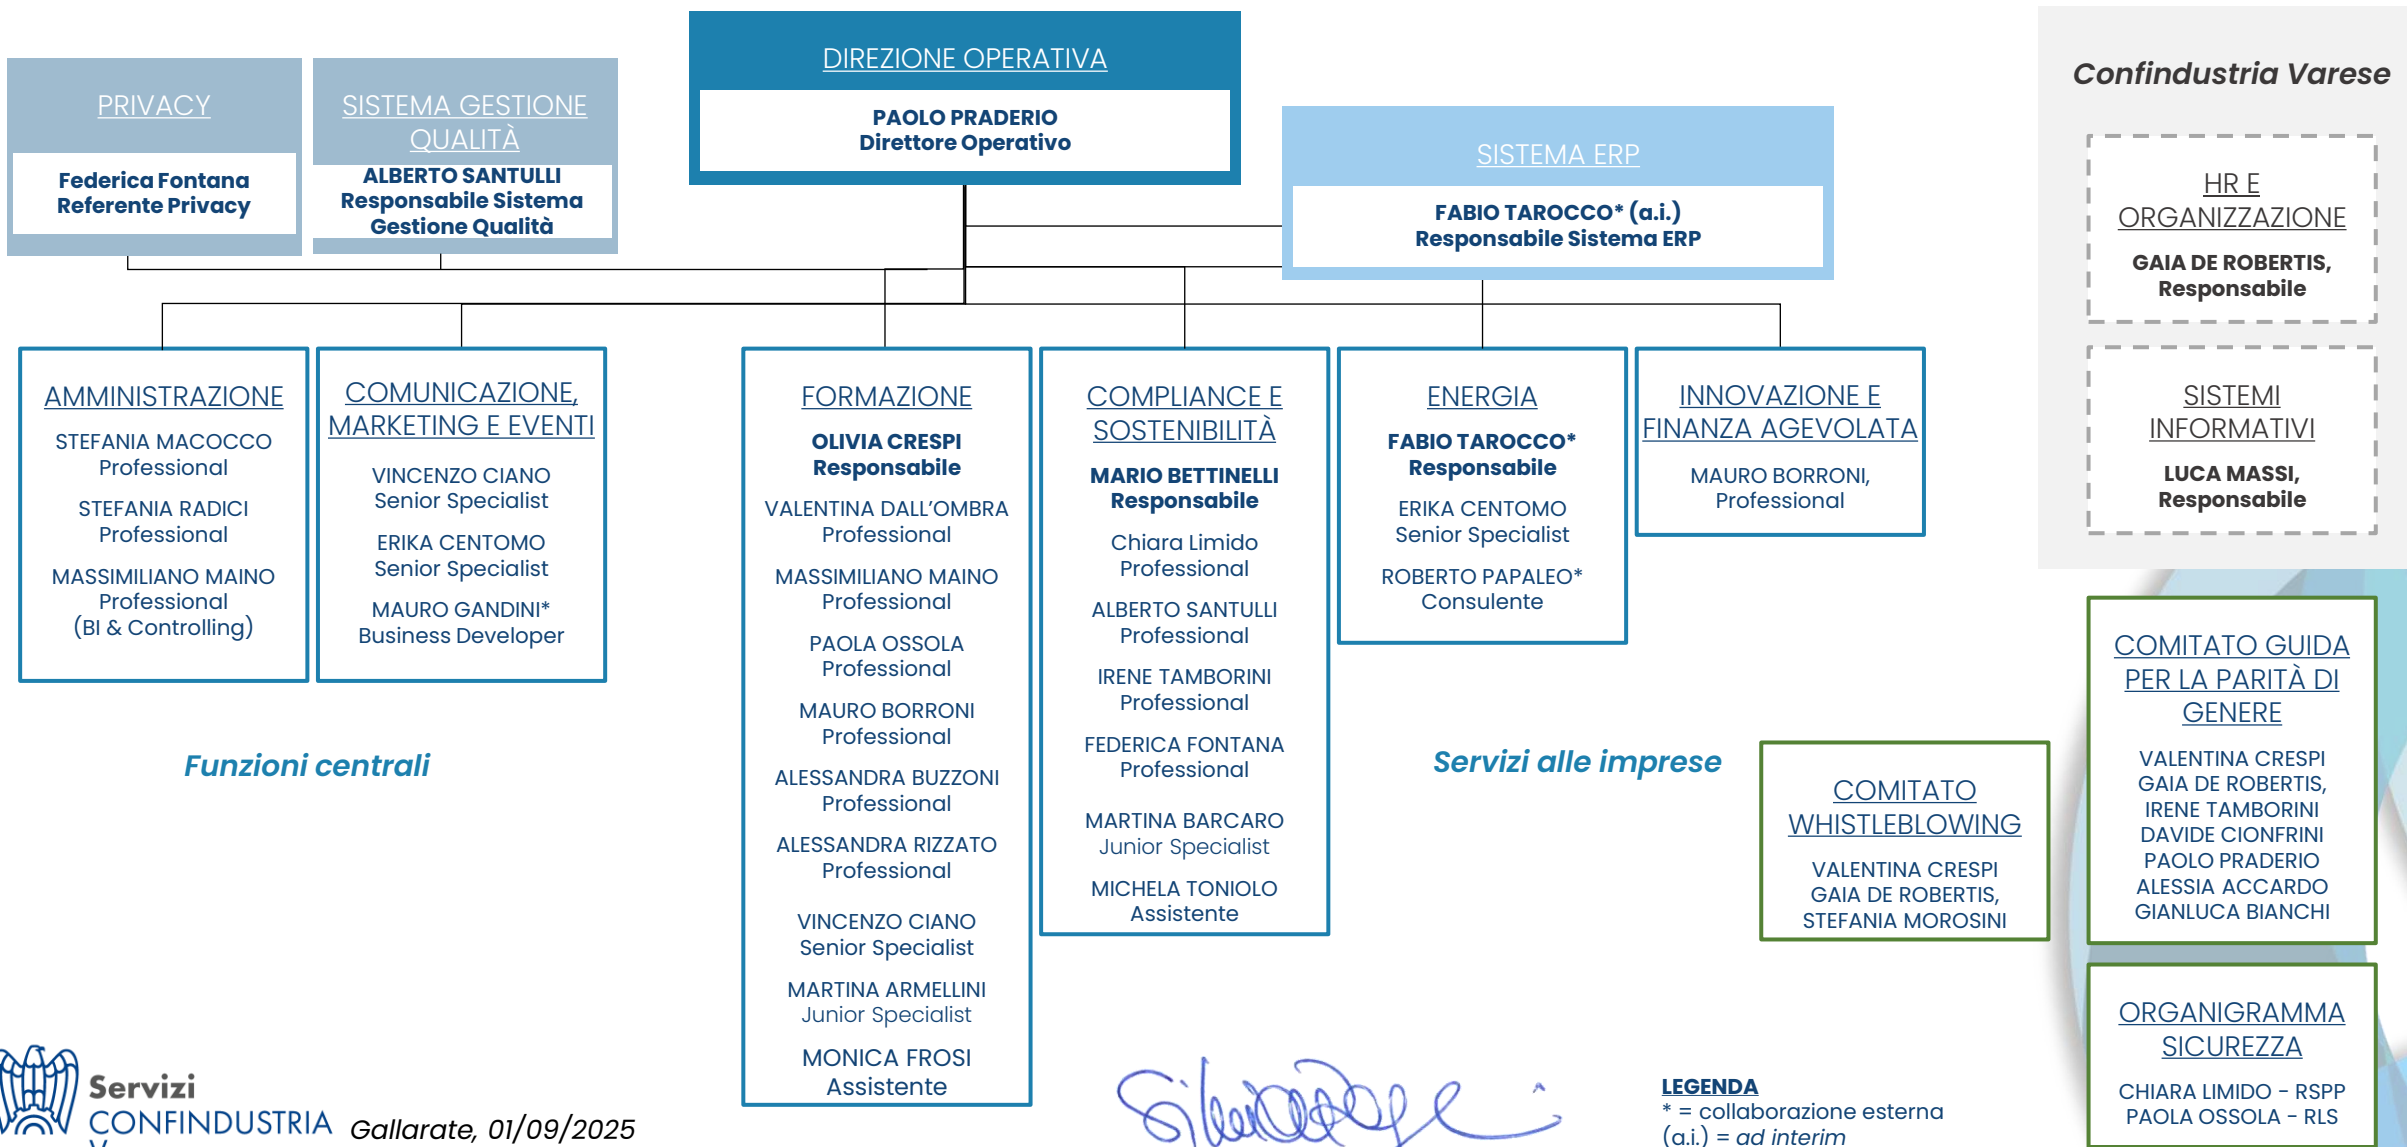 DIREZIONE OPERATIVA
PAOLO PRADERIO
Direttore Operativo
PRIVACY
Federica Fontana
Referente Privacy
SISTEMA GESTIONE
QUALITÀ
ALBERTO SANTULLI
Responsabile Sistema
Gestione Qualità
SISTEMA ERP
FABIO TAROCCO* (a.i.)
Responsabile Sistema ERP
Confindustria Varese
HR E
ORGANIZZAZIONE
GAIA DE ROBERTIS,
Responsabile
SISTEMI
INFORMATIVI
LUCA MASSI,
Responsabile
AMMINISTRAZIONE
STEFANIA MACOCCO
Professional
STEFANIA RADICI
Professional
MASSIMILIANO MAINO
Professional
(BI & Controlling)
COMUNICAZIONE,
MARKETING E EVENTI
VINCENZO CIANO
Senior Specialist
ERIKA CENTOMO
Senior Specialist
MAURO GANDINI*
Business Developer
FORMAZIONE
OLIVIA CRESPI
Responsabile
VALENTINA DALL'OMBRA
Professional
MASSIMILIANO MAINO
Professional
PAOLA OSSOLA
Professional
MAURO BORRONI
Professional
ALESSANDRA BUZZONI
Professional
ALESSANDRA RIZZATO
Professional
VINCENZO CIANO
Senior Specialist
MARTINA ARMELLINI
Junior Specialist
MONICA FROSI
Assistente
COMPLIANCE E
SOSTENIBILITÀ
MARIO BETTINELLI
Responsabile
Chiara Limido
Professional
ALBERTO SANTULLI
Professional
IRENE TAMBORINI
Professional
FEDERICA FONTANA
Professional
MARTINA BARCARO
Junior Specialist
MICHELA TONIOLO
Assistente
ENERGIA
FABIO TAROCCO*
Responsabile
ERIKA CENTOMO
Senior Specialist
ROBERTO PAPALEO*
Consulente
INNOVAZIONE E
FINANZA AGEVOLATA
MAURO BORRONI,
Professional
Funzioni centrali
Servizi alle imprese
COMITATO
WHISTLEBLOWING
VALENTINA CRESPI
GAIA DE ROBERTIS,
STEFANIA MOROSINI
COMITATO GUIDA
PER LA PARITÀ DI
GENERE
VALENTINA CRESPI
GAIA DE ROBERTIS,
IRENE TAMBORINI
DAVIDE CIONFRINI
PAOLO PRADERIO
ALESSIA ACCARDO
GIANLUCA BIANCHI
ORGANIGRAMMA
SICUREZZA
CHIARA LIMIDO - RSPP
PAOLA OSSOLA - RLS
Servizi
CONFINDUSTRIA
Gallarate, 01/09/2025
LEGENDA
* = collaborazione esterna
(a.i.) = ad interim